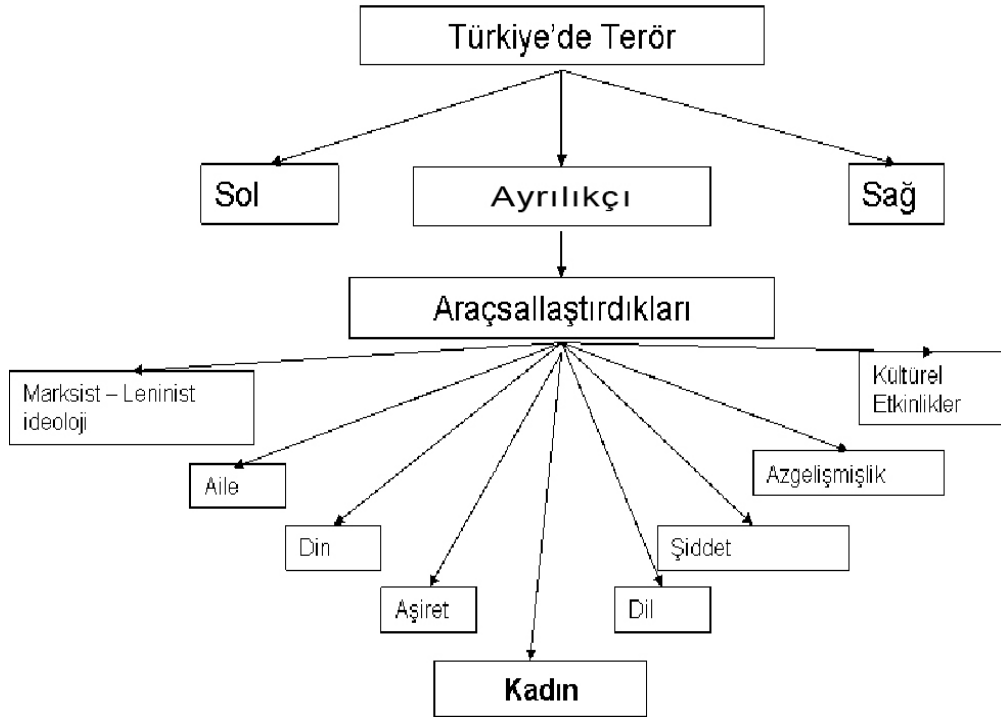 Türkiye’de Terör
Sol
Ayrılıkçı
Sağ
Araçsallaştırdıkları
Marksist – Leninist
ideoloji
Kültürel
Etkinlikler
Aile
Azgelişmişlik
Din
Şiddet
Aşiret
Dil
Kadın